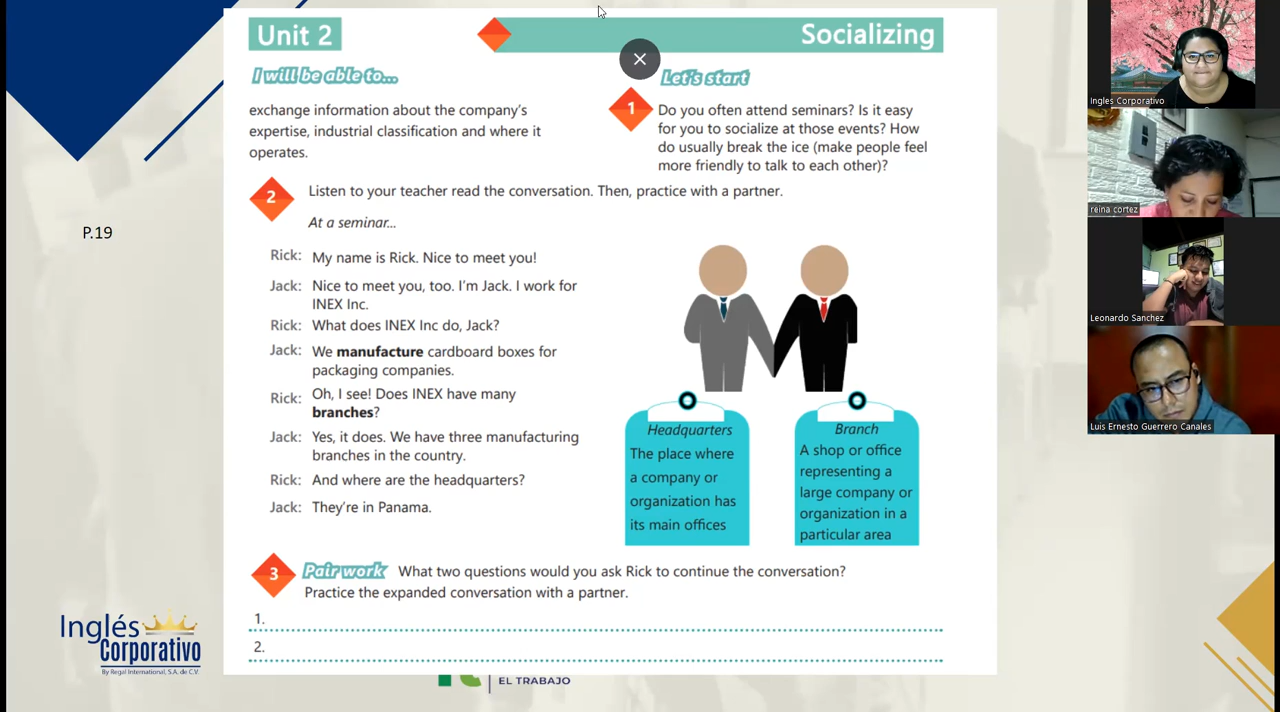 Unit 2
Socializing
I will be able to...
exchange information about the company's
expertise, industrial classification and where it
operates.
Let's start
1
Do you often attend seminars? Is it easy
for you to socialize at those events? How
do usually break the ice (make people feel
more friendly to talk to each other)?
2
Listen to your teacher read the conversation. Then, practice with a partner.
At a seminar...
P.19
Rick: My name is Rick. Nice to meet you!
Jack: Nice to meet you, too. I'm Jack. I work for
INEX Inc.
Rick: What does INEX Inc do, Jack?
Jack: We manufacture cardboard boxes for
packaging companies.
Rick: Oh, I see! Does INEX have many
branches?
Jack: Yes, it does. We have three manufacturing
branches in the country.
Rick: And where are the headquarters?
Jack: They're in Panama.
Headquarters
The place where
a company or
organization has
its main offices
Branch
A shop or office
representing a
large company or
organization in a
particular area
3
Pair work What two questions would you ask Rick to continue the conversation?
Practice the expanded conversation with a partner.
1.
2.
Inglés
Corporativo
By Regal International, S.A. de C.V.
EL TRABAJO
Ingles Corporativo
reina cortez
Leonardo Sanchez
Luis Ernesto Guerrero Canales